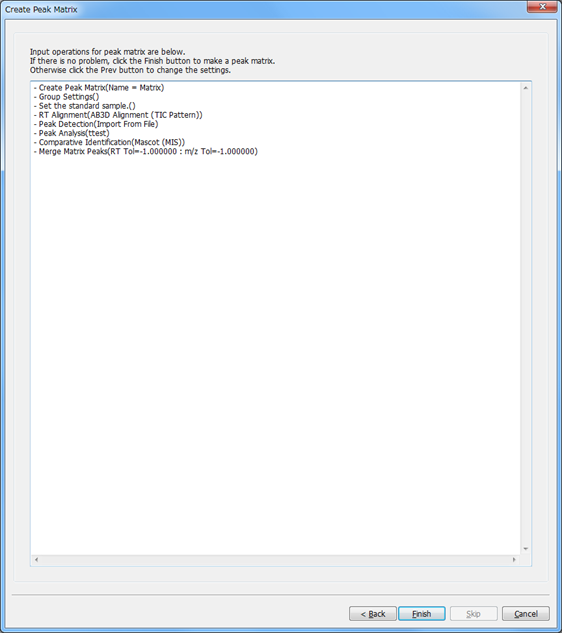 Create Peak Matrix
Input operations for peak matrix are below.
If there is no problem, click the Finish button to make a peak matrix.
Otherwise click the Prev button to change the settings.
- Create Peak Matrix(Name = Matrix)
- Group Settings()
- Set the standard sample.()
- RT Alignment(AB3D Alignment (TIC Pattern))
- Peak Detection(Import From File)
- Peak Analysis(ttest)
- Comparative Identification(Mascot (MIS))
- Merge Matrix Peaks(RT Tol=-1.000000 : m/z Tol=-1.000000)
< Back Finish Skip Cancel